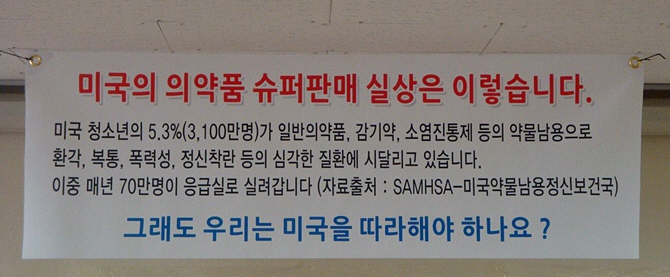 미국의 의약품 슈퍼판매 실상은 이렇습니다.
미국 청소년의 5.3%(3,100만명)가 일반의약품, 감기약, 소염진통제 등의 약물남용으로
환각, 복통, 폭력성, 정신착란 등의 심각한 질환에 시달리고 있습니다.
이중 매년 70만명이 응급실로 실려갑니다 (자료출처 : SAMHSA-미국약물남용정신보건국)
그래도 우리는 미국을 따라해야 하나요 ?